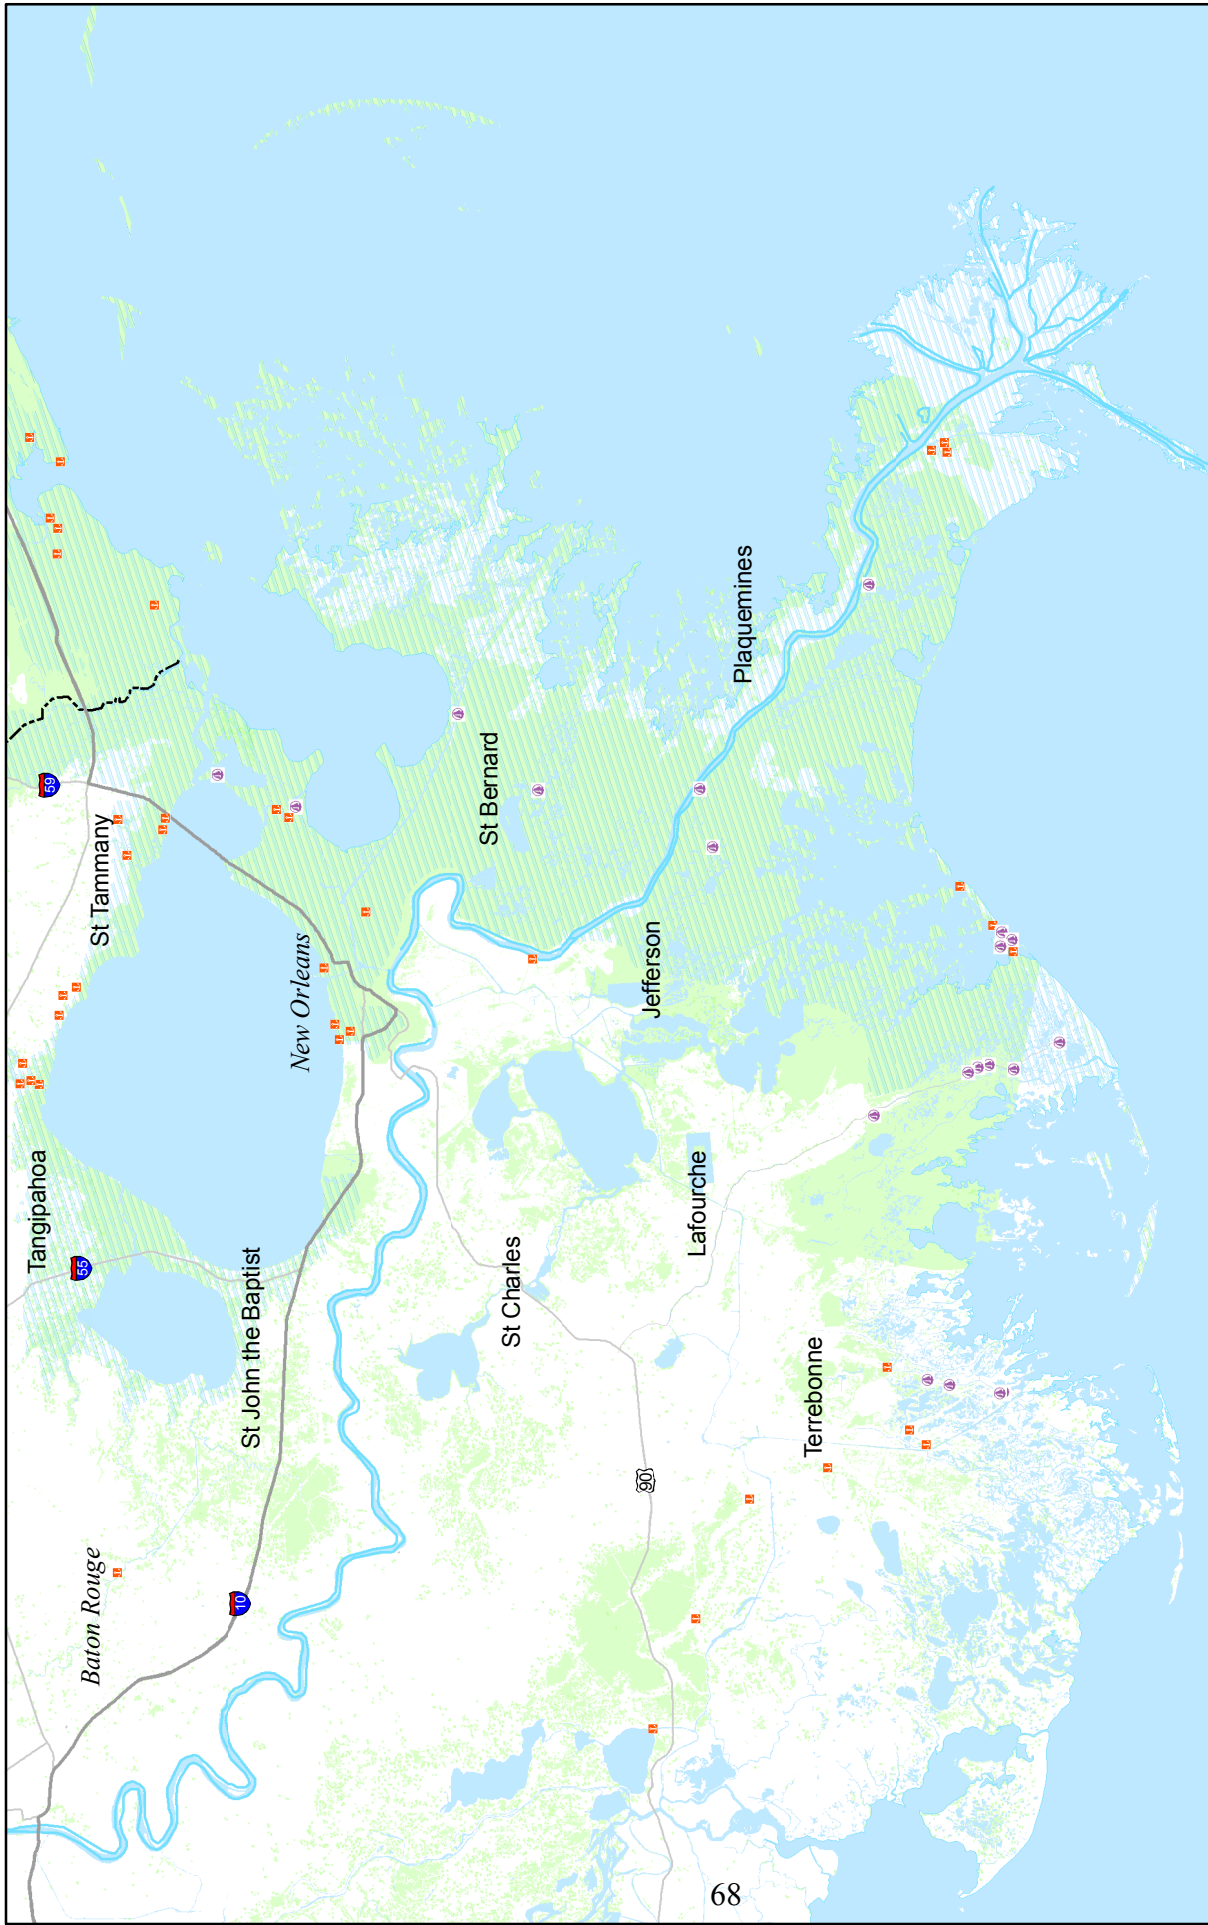 Baton Rouge
Tangipahoa
St Tammany
59
55
10
St John the Baptist
New Orleans
St Charles
St Bernard
90
Lafourche
Jefferson
Plaquemines
Terrebonne
68